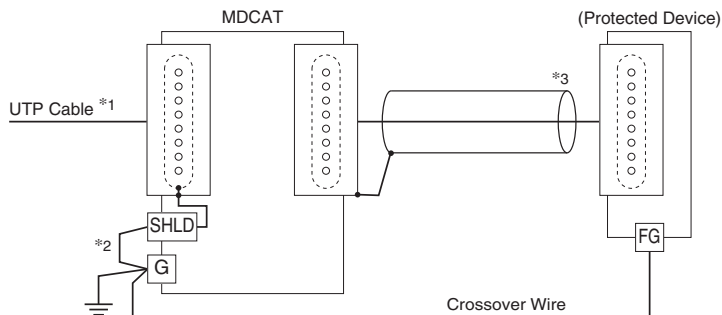 MDCAT
(Protected Device)
UTP Cable *1
*3
SHLD
*2
G
FG
Crossover Wire